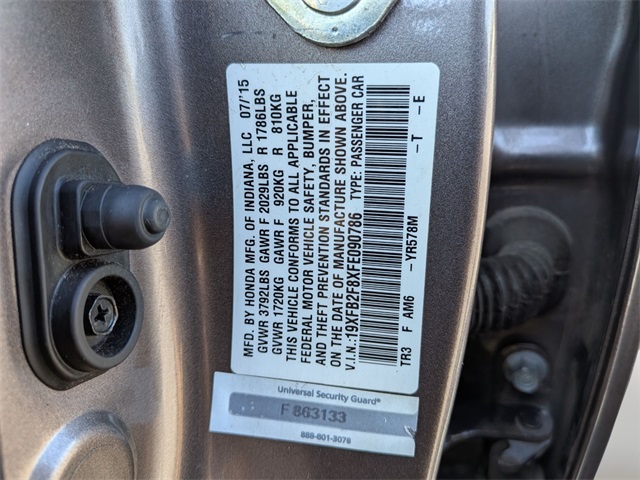 MFD. BY HONDA MFG. OF INDIANA, LLC 07/'15
GVWR 3792LBS GAWR F 2029LBS R 1786LBS
GVWR 1720KG GAWR F 920KG R 810KG
THIS VEHICLE CONFORMS TO ALL APPLICABLE
FEDERAL MOTOR VEHICLE SAFETY, BUMPER,
AND THEFT PREVENTION STANDARDS IN EFFECT
ON THE DATE OF MANUFACTURE SHOWN ABOVE.
V.I.N.:19XFB2F8XFE090786 TYPE: PASSENGER CAR
TR3 F AM6 -YR578M -T -E
Universal Security Guard®
F 863133
888-801-3078